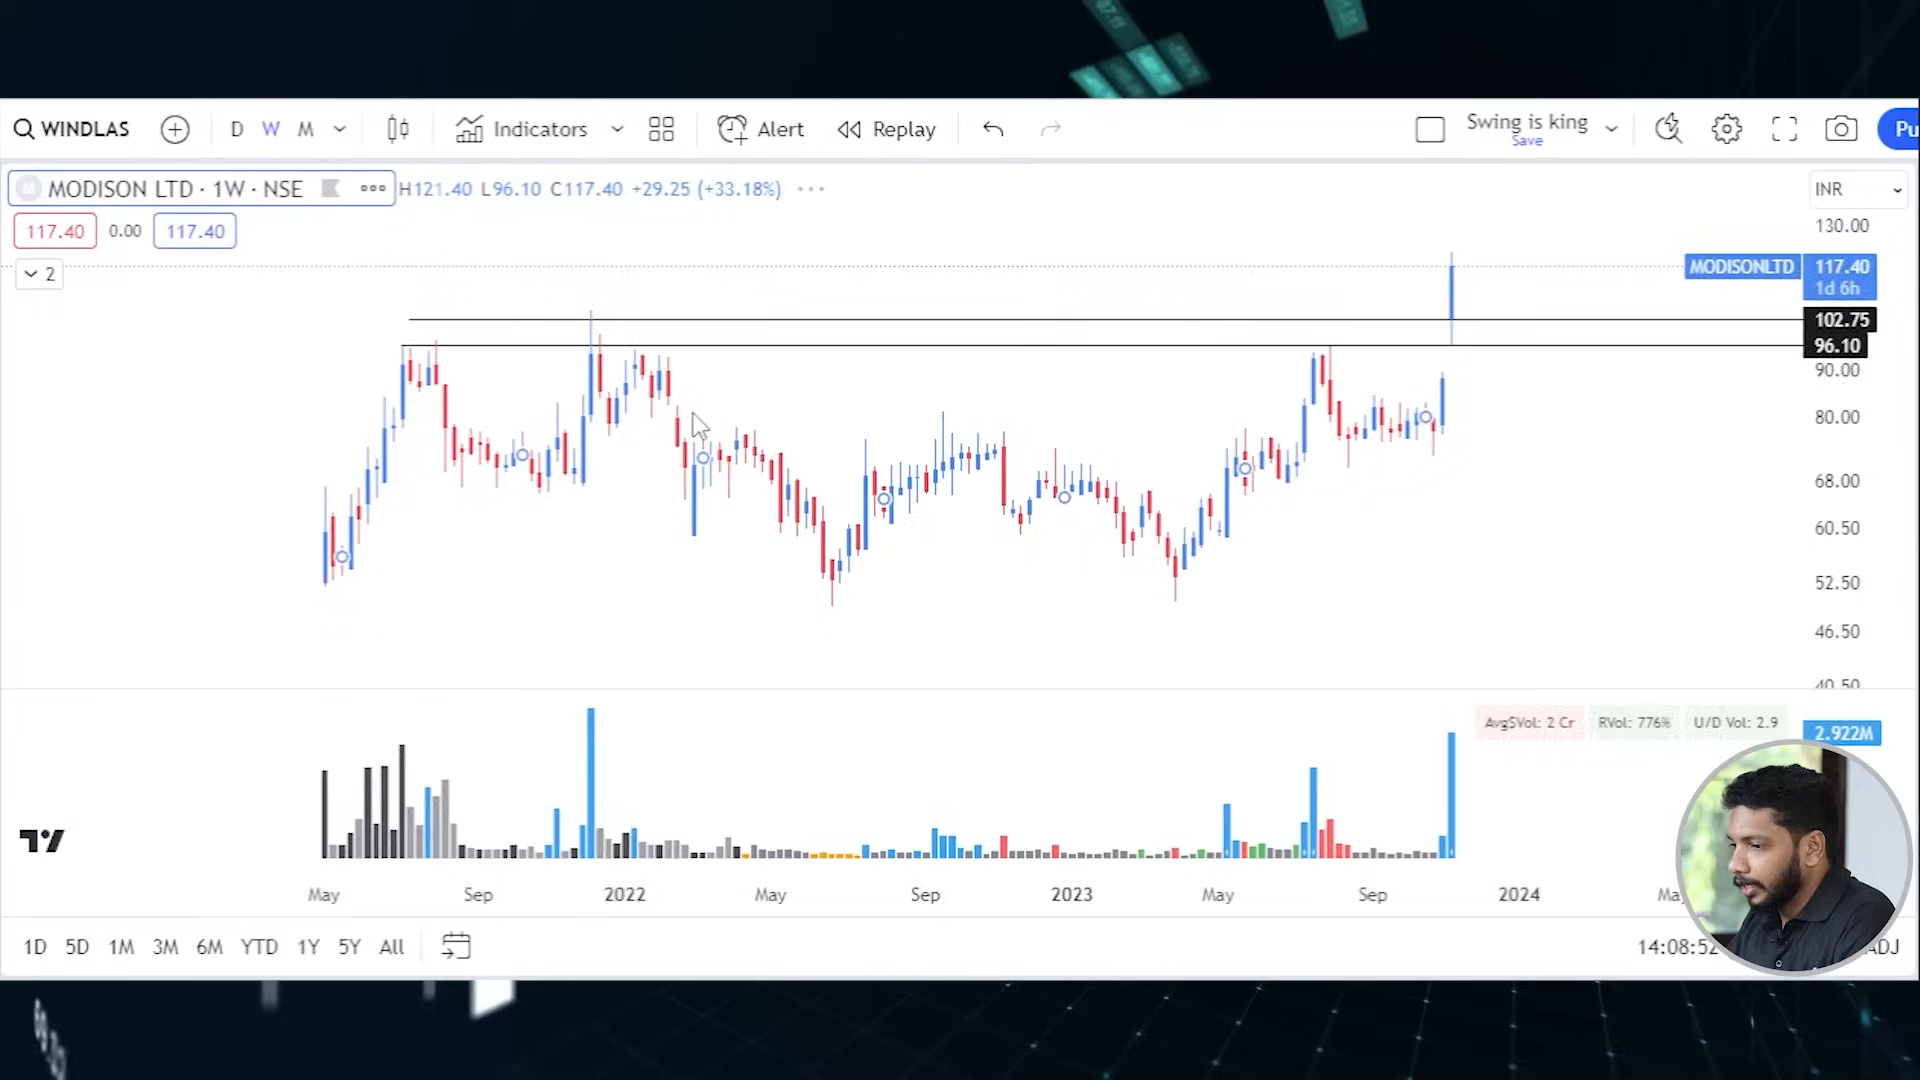 WINDLAS D W M Indicators Alert Replay Swing is king Save Pu
M MODISON LTD · 1W · NSE H121.40 L96.10 C117.40 +29.25 (+33.18%) INR
117.40 0.00 117.40
2
130.00
MODISONLTD 117.40
1d 6h
102.75
96.10
90.00
80.00
68.00
60.50
52.50
46.50
40.50
Avg$Vol: 2 Cr RVol: 776% U/D Vol: 2.9
2.922M
May Sep 2022 May Sep 2023 May Sep 2024
1D 5D 1M 3M 6M YTD 1Y 5Y All 14:08:52 ADJ